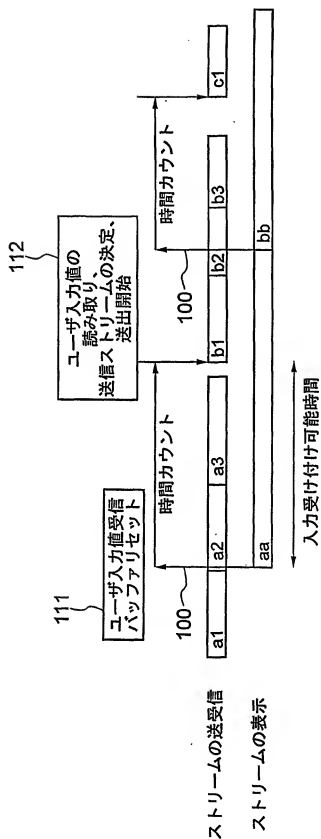 111
ユーザ入力値受信
バッファリセット
112
ユーザ入力値の
読み取り、
送信ストリームの決定、
送出開始
時間カウント
時間カウント
100
100
ストリームの送受信
a1
a2
a3
b1
b2
b3
c1
ストリームの表示
aa
bb
入力受け付け可能時間